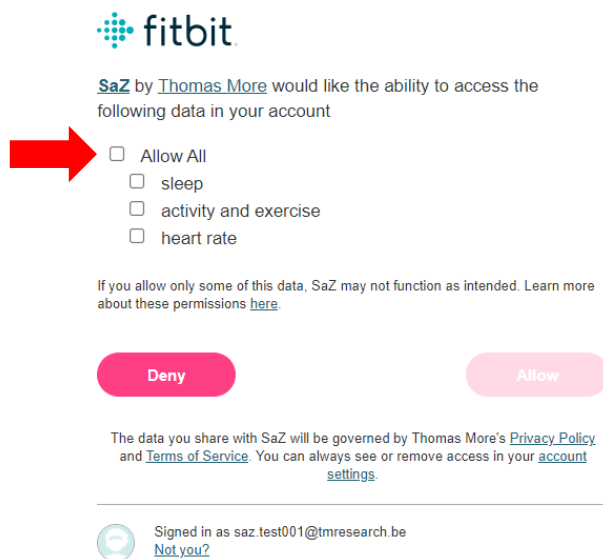 fitbit.
SaZ by Thomas More would like the ability to access the
following data in your account
Allow All
sleep
activity and exercise
heart rate
If you allow only some of this data, SaZ may not function as intended. Learn more
about these permissions here.
Deny
Allow
The data you share with SaZ will be governed by Thomas More's Privacy Policy
and Terms of Service. You can always see or remove access in your account
settings.
Signed in as saz.test001@tmresearch.be
Not you?